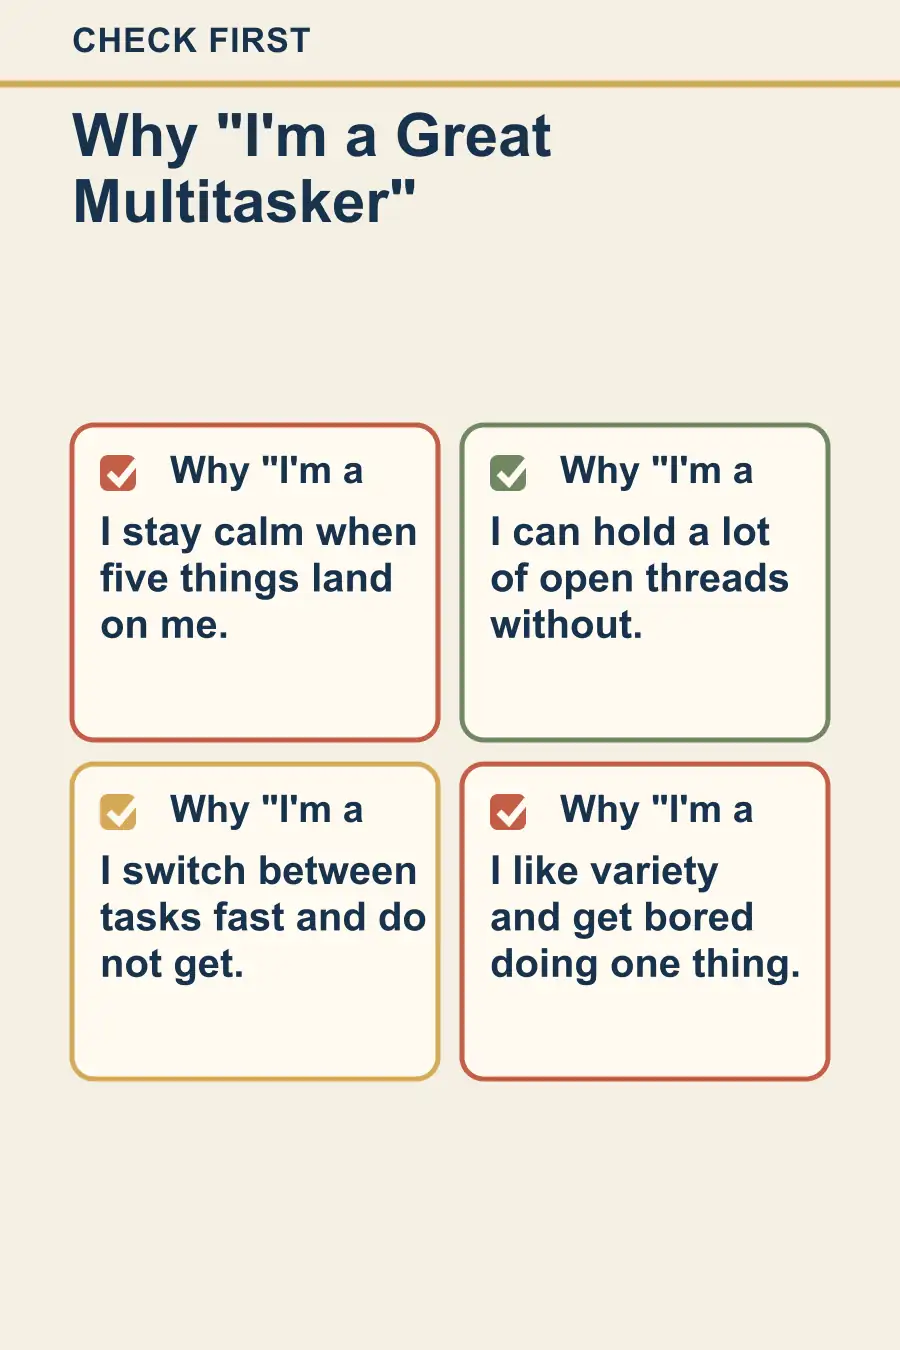 CHECK FIRST
Why "I'm a Great
Multitasker"
Why "I'm a
I stay calm when
five things land
on me.
Why "I'm a
I can hold a lot
of open threads
without.
Why "I'm a
I switch between
tasks fast and do
not get.
Why "I'm a
I like variety
and get bored
doing one thing.